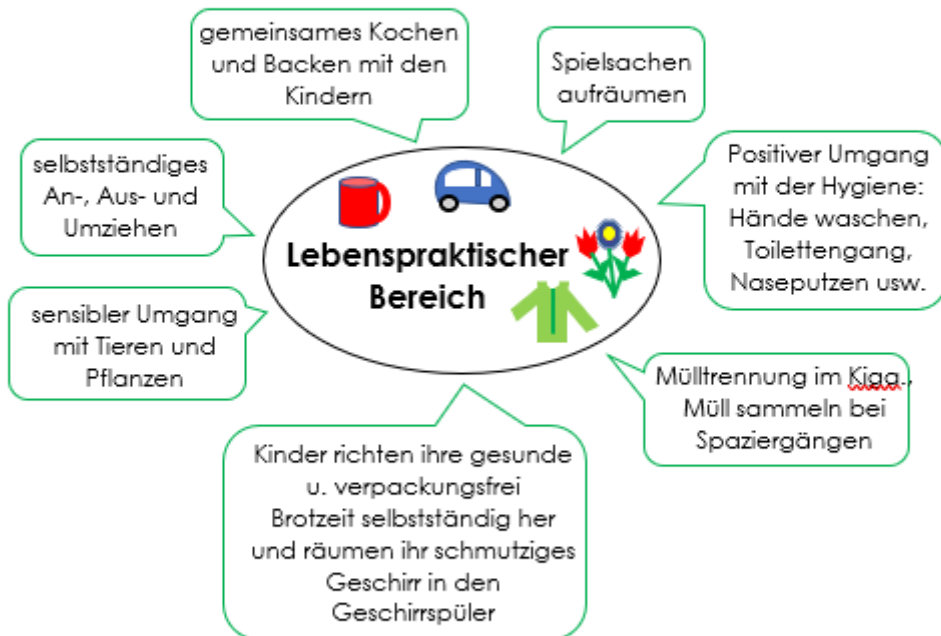 gemeinsames Kochen
und Backen mit den
Kindern
Spielsachen
aufräumen
selbstständiges
An-, Aus- und
Umziehen
Positiver Umgang
mit der Hygiene:
Hände waschen,
Toilettengang,
Naseputzen usw.
Lebenspraktischer
Bereich
sensibler Umgang
mit Tieren und
Pflanzen
Mülltrennung im Kiga.,
Müll sammeln bei
Spaziergängen
Kinder richten ihre gesunde
u. verpackungsfrei
Brotzeit selbstständig her
und räumen ihr schmutziges
Geschirr in den
Geschirrspüler